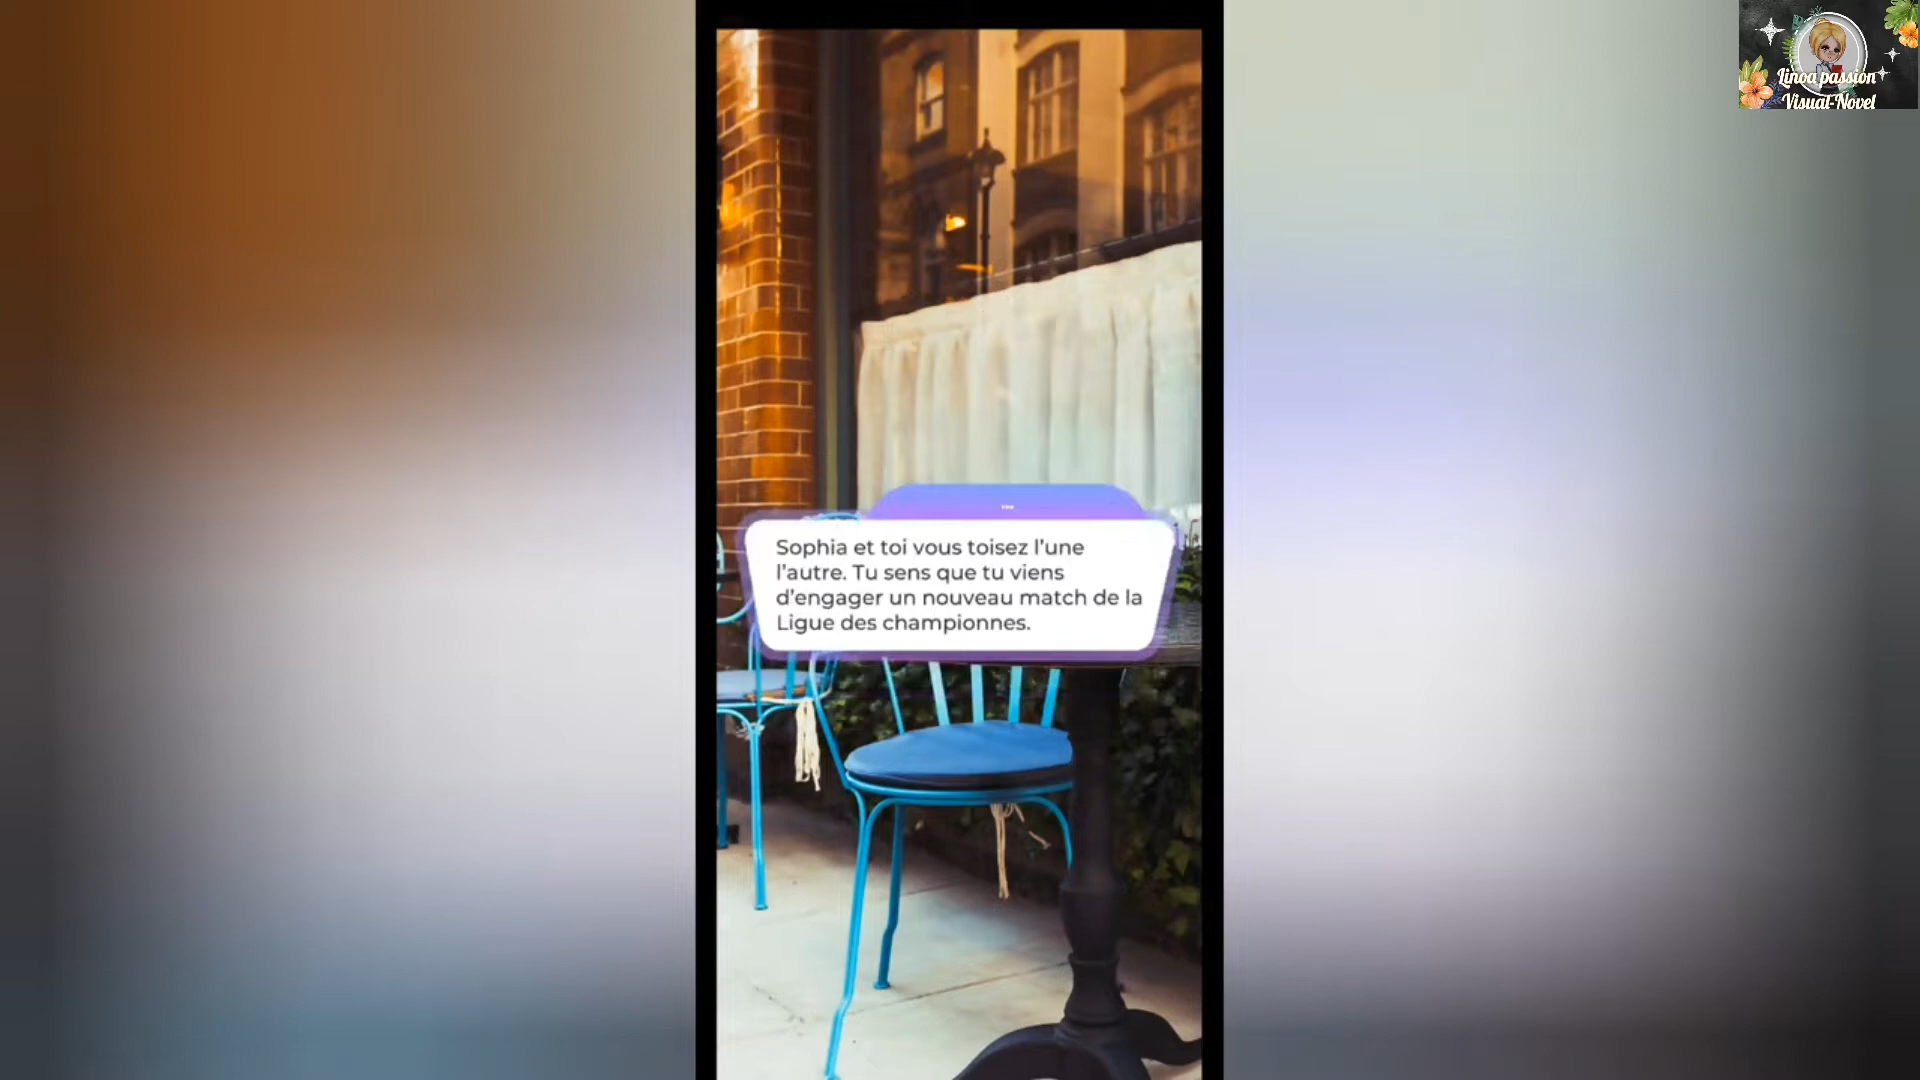 Linoa passion
Visual-Novel
...
Sophia et toi vous toisez l'une
l'autre. Tu sens que tu viens
d'engager un nouveau match de la
Ligue des championnes.